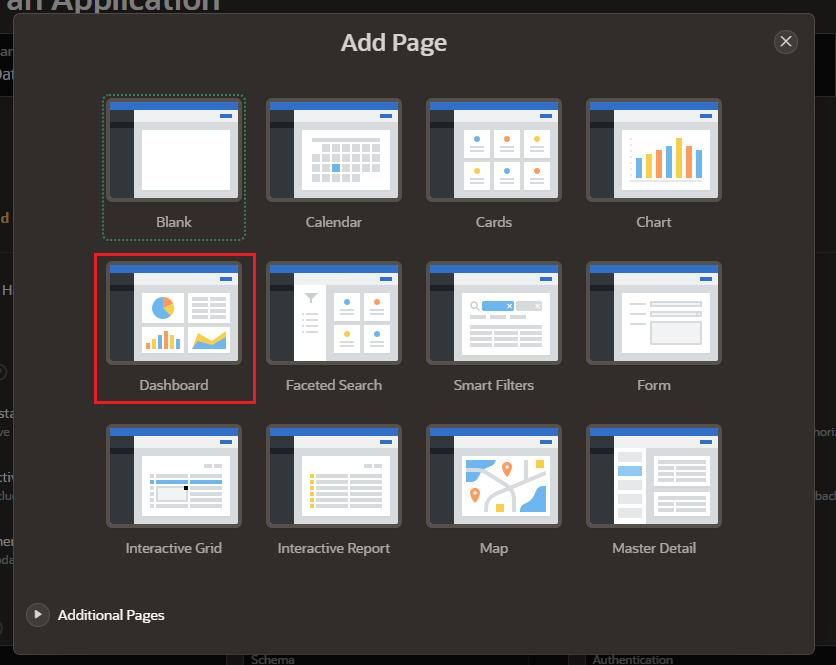 an Application
Add Page
Blank
Calendar
Cards
Chart
Dashboard
Faceted Search
Smart Filters
Form
Interactive Grid
Interactive Report
Map
Master Detail
Additional Pages
Schema
Authentication